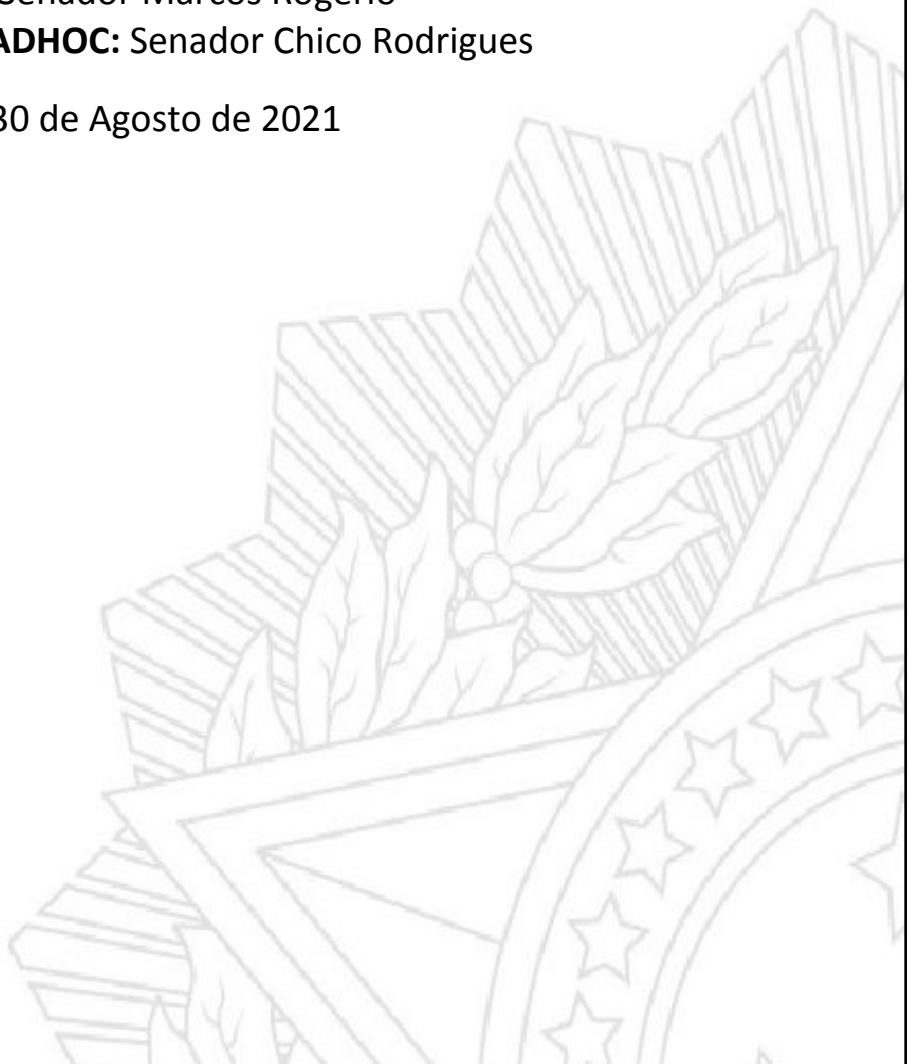 Senador Marcos Rogério
ADHOC: Senador Chico Rodrigues
30 de Agosto de 2021